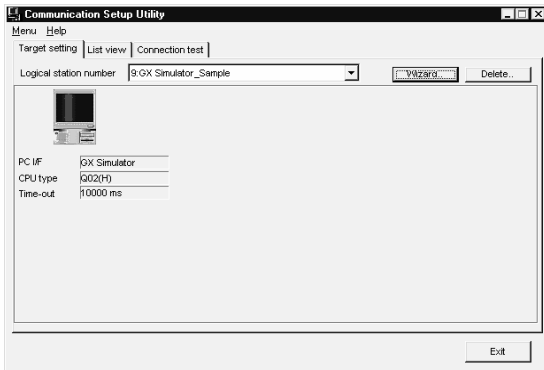 Communication Setup Utility
Menu Help
Target setting List view Connection test
Logical station number 9:GX Simulator_Sample Wizard... Delete..
PC I/F GX Simulator
CPU type Q02(H)
Time-out 10000 ms
Exit